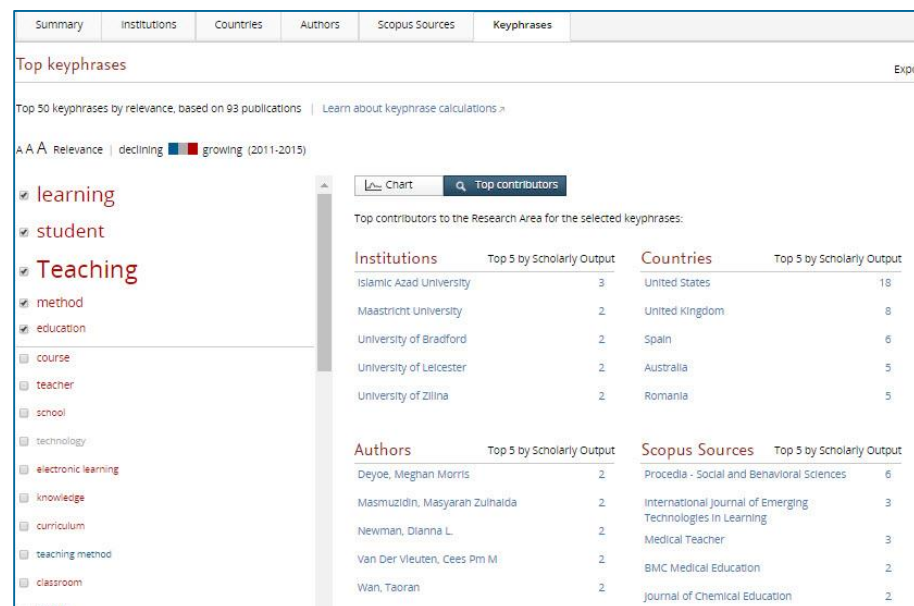 Summary Institutions Countries Authors Scopus Sources Keyphrases
Top keyphrases
Top 50 keyphrases by relevance, based on 93 publications | Learn about keyphrase calculations
A A A Relevance | declining growing (2011-2015)
learning
student
Teaching
method
education
course
teacher
school
technology
electronic learning
knowledge
curriculum
teaching method
classroom
Chart Top contributors
Top contributors to the Research Area for the selected keyphrases:
Institutions Top 5 by Scholarly Output
Islamic Azad University 3
Maastricht University 2
University of Bradford 2
University of Leicester 2
University of Zilina 2
Countries Top 5 by Scholarly Output
United States 18
United Kingdom 8
Spain 6
Australia 5
Romania 5
Authors Top 5 by Scholarly Output
Deyoe, Meghan Morris 2
Masmuzidin, Masyarah Zulhaida 2
Newman, Dianna L. 2
Van Der Vleuten, Cees Pm M 2
Wan, Taoran 2
Scopus Sources Top 5 by Scholarly Output
Procedia - Social and Behavioral Sciences 6
International Journal of Emerging
Technologies in Learning 3
Medical Teacher 3
BMC Medical Education 2
Journal of Chemical Education 2